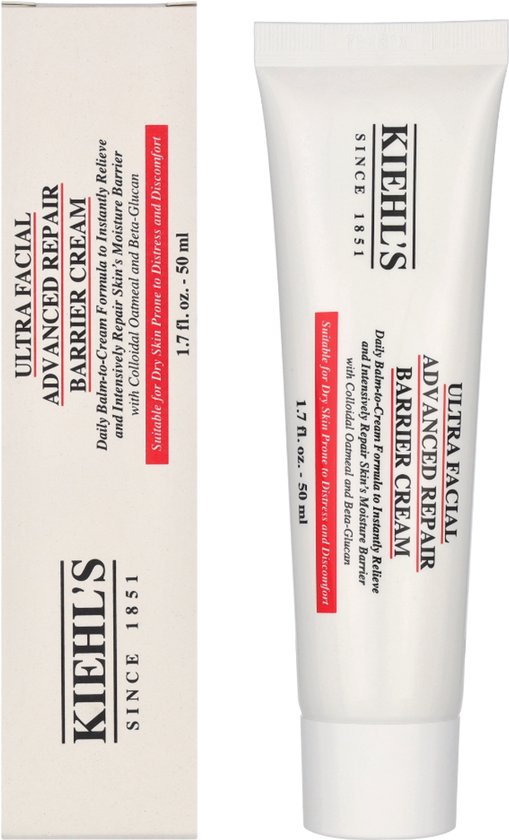 KIEHL'S
SINCE 1851
ULTRA FACIAL
ADVANCED REPAIR
BARRIER CREAM
Daily Balm-to-Cream Formula to Instantly Relieve
and Intensively Repair Skin's Moisture Barrier
with Colloidal Oatmeal and Beta-Glucan
Suitable for Dry Skin Prone to Distress and Discomfort
1.7 fl. oz. - 50 ml
KIEHL'S
SINCE 1851
ULTRA FACIAL
ADVANCED REPAIR
BARRIER CREAM
Daily Balm-to-Cream Formula to Instantly Relieve
and Intensively Repair Skin's Moisture Barrier
with Colloidal Oatmeal and Beta-Glucan
Suitable for Dry Skin Prone to Distress and Discomfort
1.7 fl. oz. - 50 ml